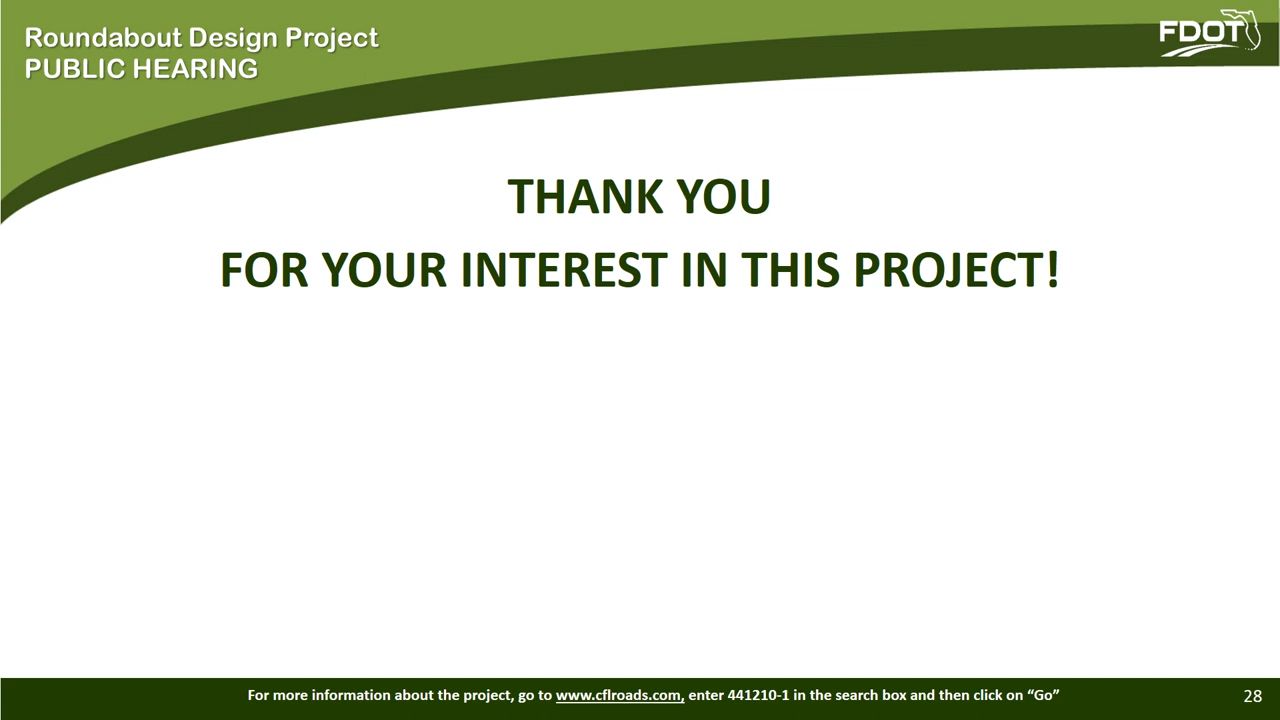 Roundabout Design Project
PUBLIC HEARING
FDOT
THANK YOU
FOR YOUR INTEREST IN THIS PROJECT!
For more information about the project, go to www.cflroads.com, enter 441210-1 in the search box and then click on “Go”
28